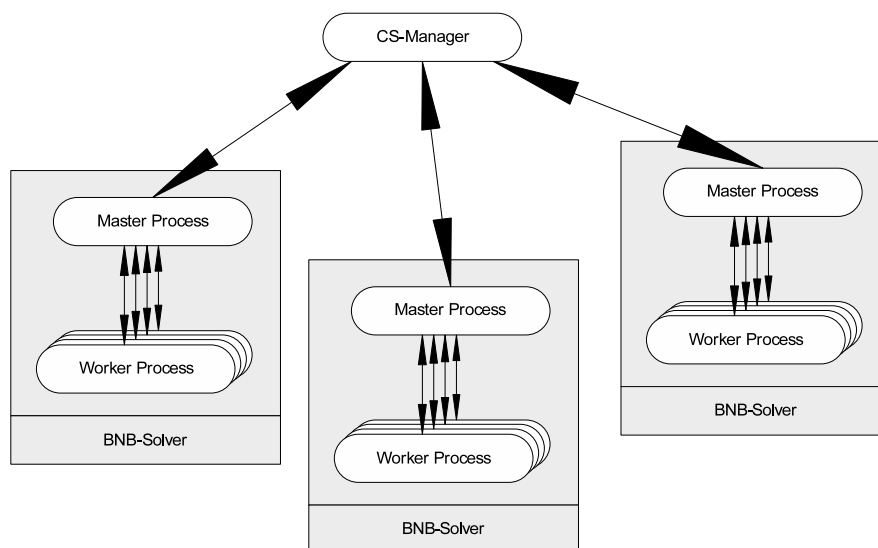 CS-Manager
Master Process
Worker Process
BNB-Solver
Master Process
Worker Process
BNB-Solver
Master Process
Worker Process
BNB-Solver